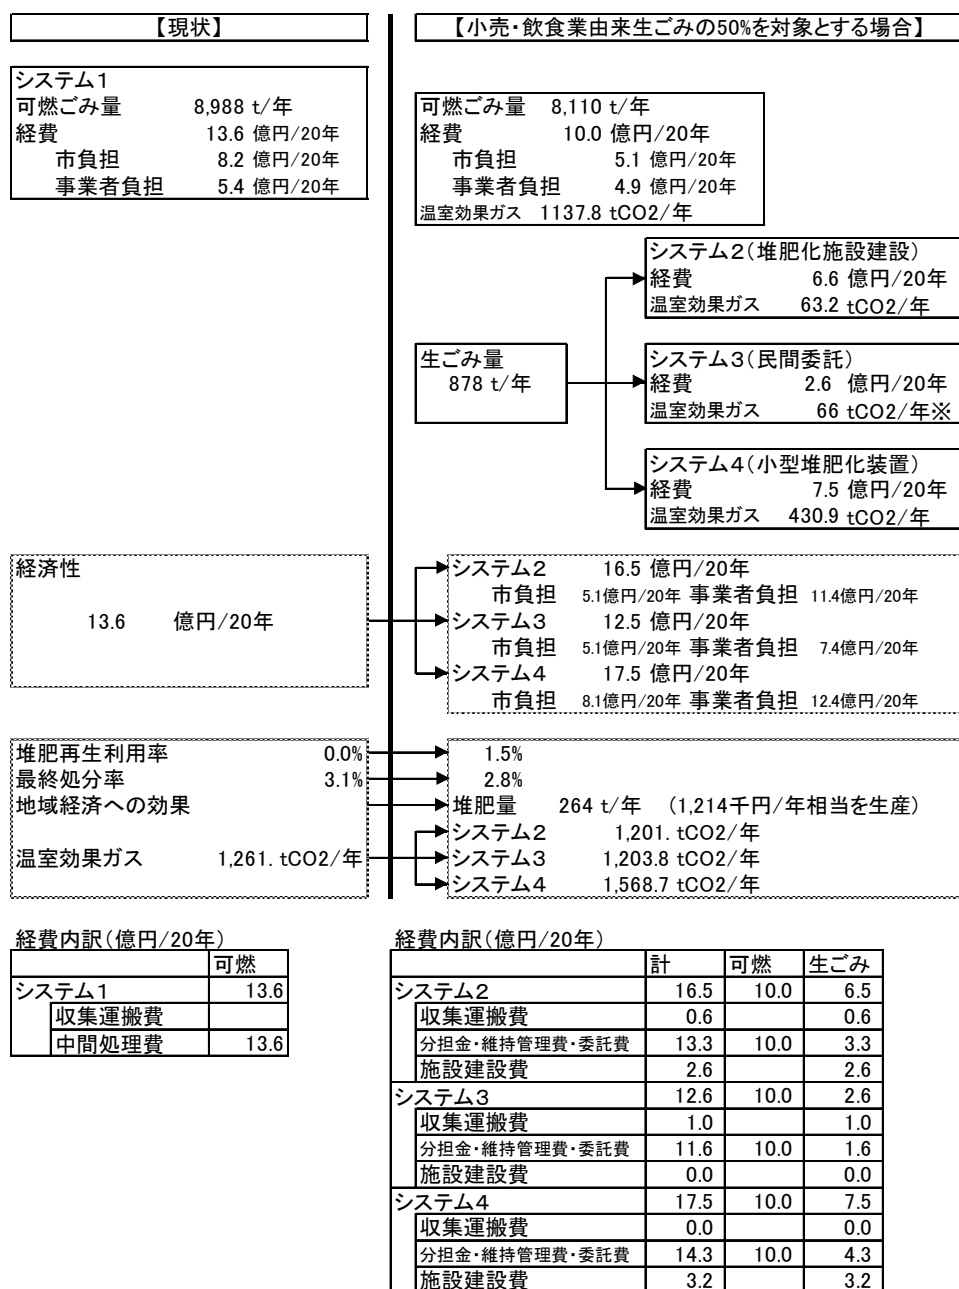 【現状】
【小売・飲食業由来生ごみの50%を対象とする場合】
システム1
可燃ごみ量 8,988 t/年
経費 13.6 億円/20年
市負担 8.2 億円/20年
事業者負担 5.4 億円/20年
可燃ごみ量 8,110 t/年
経費 10.0 億円/20年
市負担 5.1 億円/20年
事業者負担 4.9 億円/20年
温室効果ガス 1137.8 tCO2/年
システム2(堆肥化施設建設)
経費 6.6 億円/20年
温室効果ガス 63.2 tCO2/年
生ごみ量
878 t/年
システム3(民間委託)
経費 2.6 億円/20年
温室効果ガス 66 tCO2/年※
システム4(小型堆肥化装置)
経費 7.5 億円/20年
温室効果ガス 430.9 tCO2/年
経済性
13.6 億円/20年
システム2 16.5 億円/20年
市負担 5.1億円/20年 事業者負担 11.4億円/20年
システム3 12.5 億円/20年
市負担 5.1億円/20年 事業者負担 7.4億円/20年
システム4 17.5 億円/20年
市負担 8.1億円/20年 事業者負担 12.4億円/20年
堆肥再生利用率 0.0% 1.5%
最終処分率 3.1% 2.8%
地域経済への効果 堆肥量 264 t/年 (1,214千円/年相当を生産)
システム2 1,201. tCO2/年
温室効果ガス 1,261. tCO2/年 システム3 1,203.8 tCO2/年
システム4 1,568.7 tCO2/年
経費内訳(億円/20年)
可燃
システム1 13.6
収集運搬費
中間処理費 13.6
経費内訳(億円/20年)
計 可燃 生ごみ
システム2 16.5 10.0 6.5
収集運搬費 0.6 0.6
分担金・維持管理費・委託費 13.3 10.0 3.3
施設建設費 2.6 2.6
システム3 12.6 10.0 2.6
収集運搬費 1.0 1.0
分担金・維持管理費・委託費 11.6 10.0 1.6
施設建設費 0.0 0.0
システム4 17.5 10.0 7.5
収集運搬費 0.0 0.0
分担金・維持管理費・委託費 14.3 10.0 4.3
施設建設費 3.2 3.2